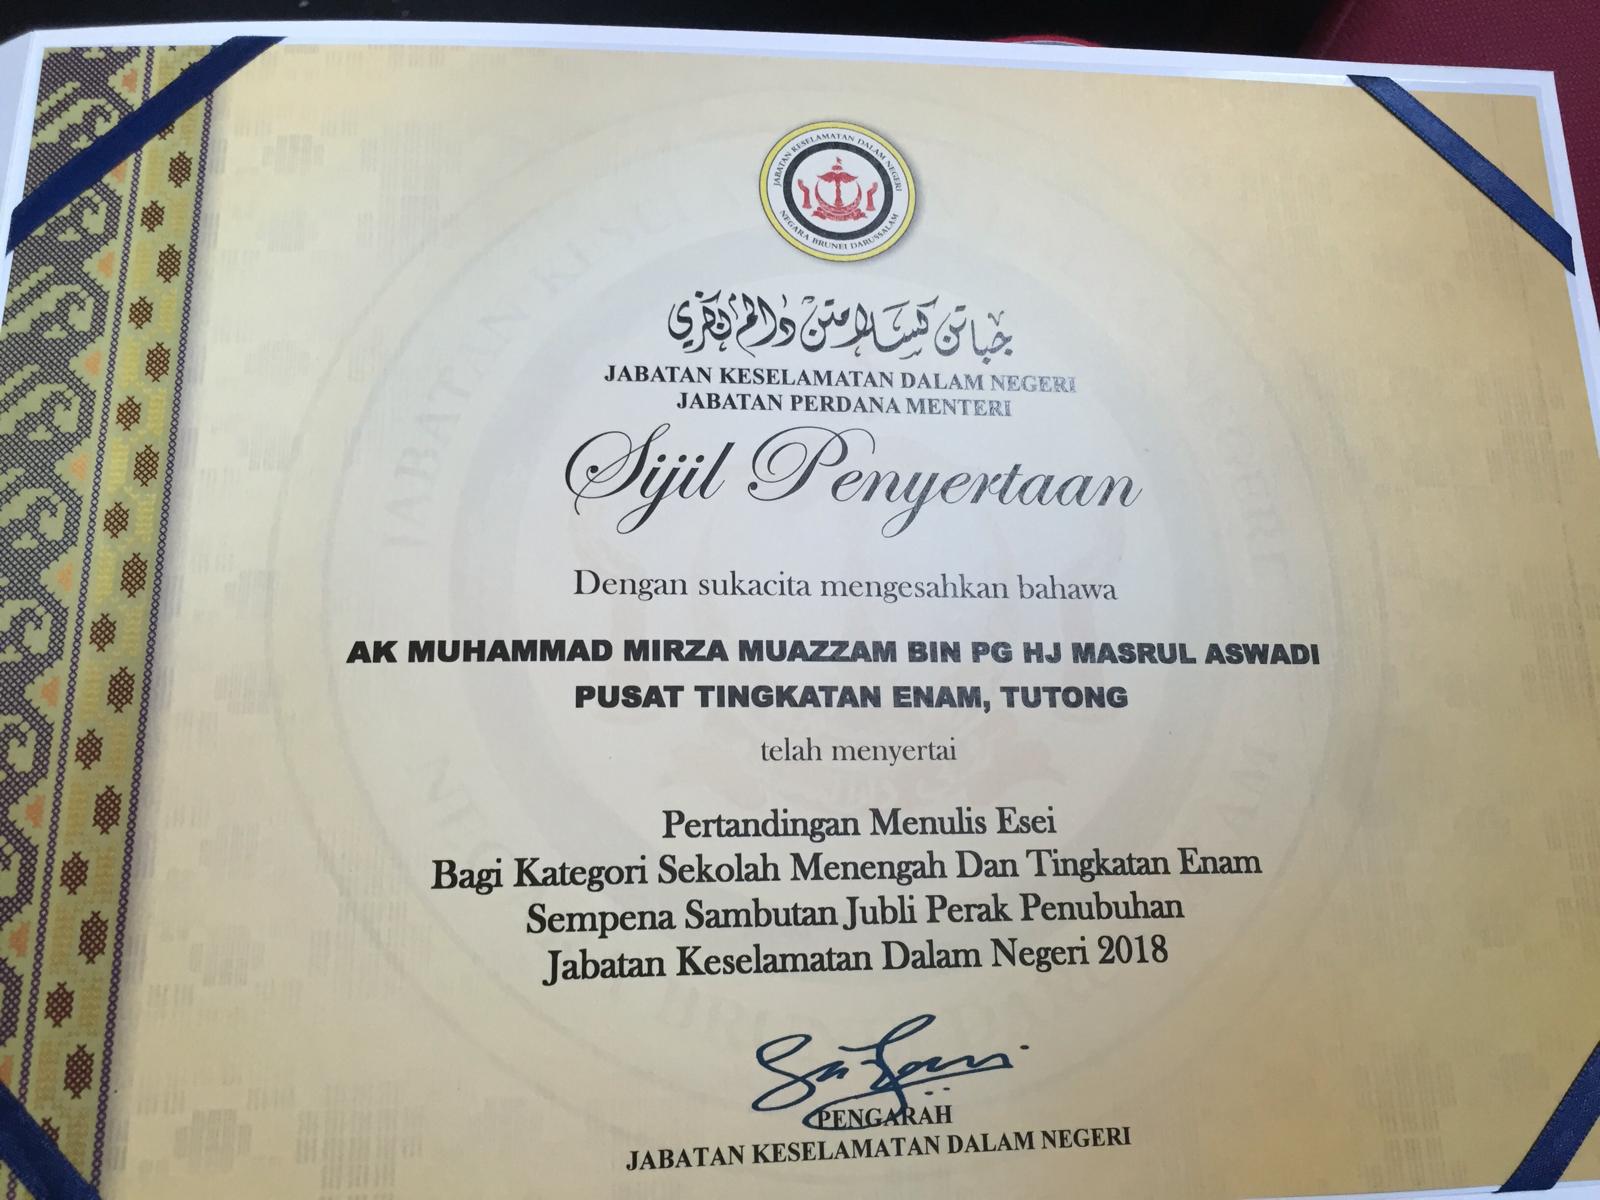 JABATAN KESELAMATAN DALAM NEGERI
NEGARA BRUNEI DARUSSALAM
جباتن كسلامتن دالم نݢري
JABATAN KESELAMATAN DALAM NEGERI
JABATAN PERDANA MENTERI
Sijil Penyertaan
Dengan sukacita mengesahkan bahawa
AK MUHAMMAD MIRZA MUAZZAM BIN PG HJ MASRUL ASWADI
PUSAT TINGKATAN ENAM, TUTONG
telah menyertai
Pertandingan Menulis Esei
Bagi Kategori Sekolah Menengah Dan Tingkatan Enam
Sempena Sambutan Jubli Perak Penubuhan
Jabatan Keselamatan Dalam Negeri 2018
PENGARAH
JABATAN KESELAMATAN DALAM NEGERI